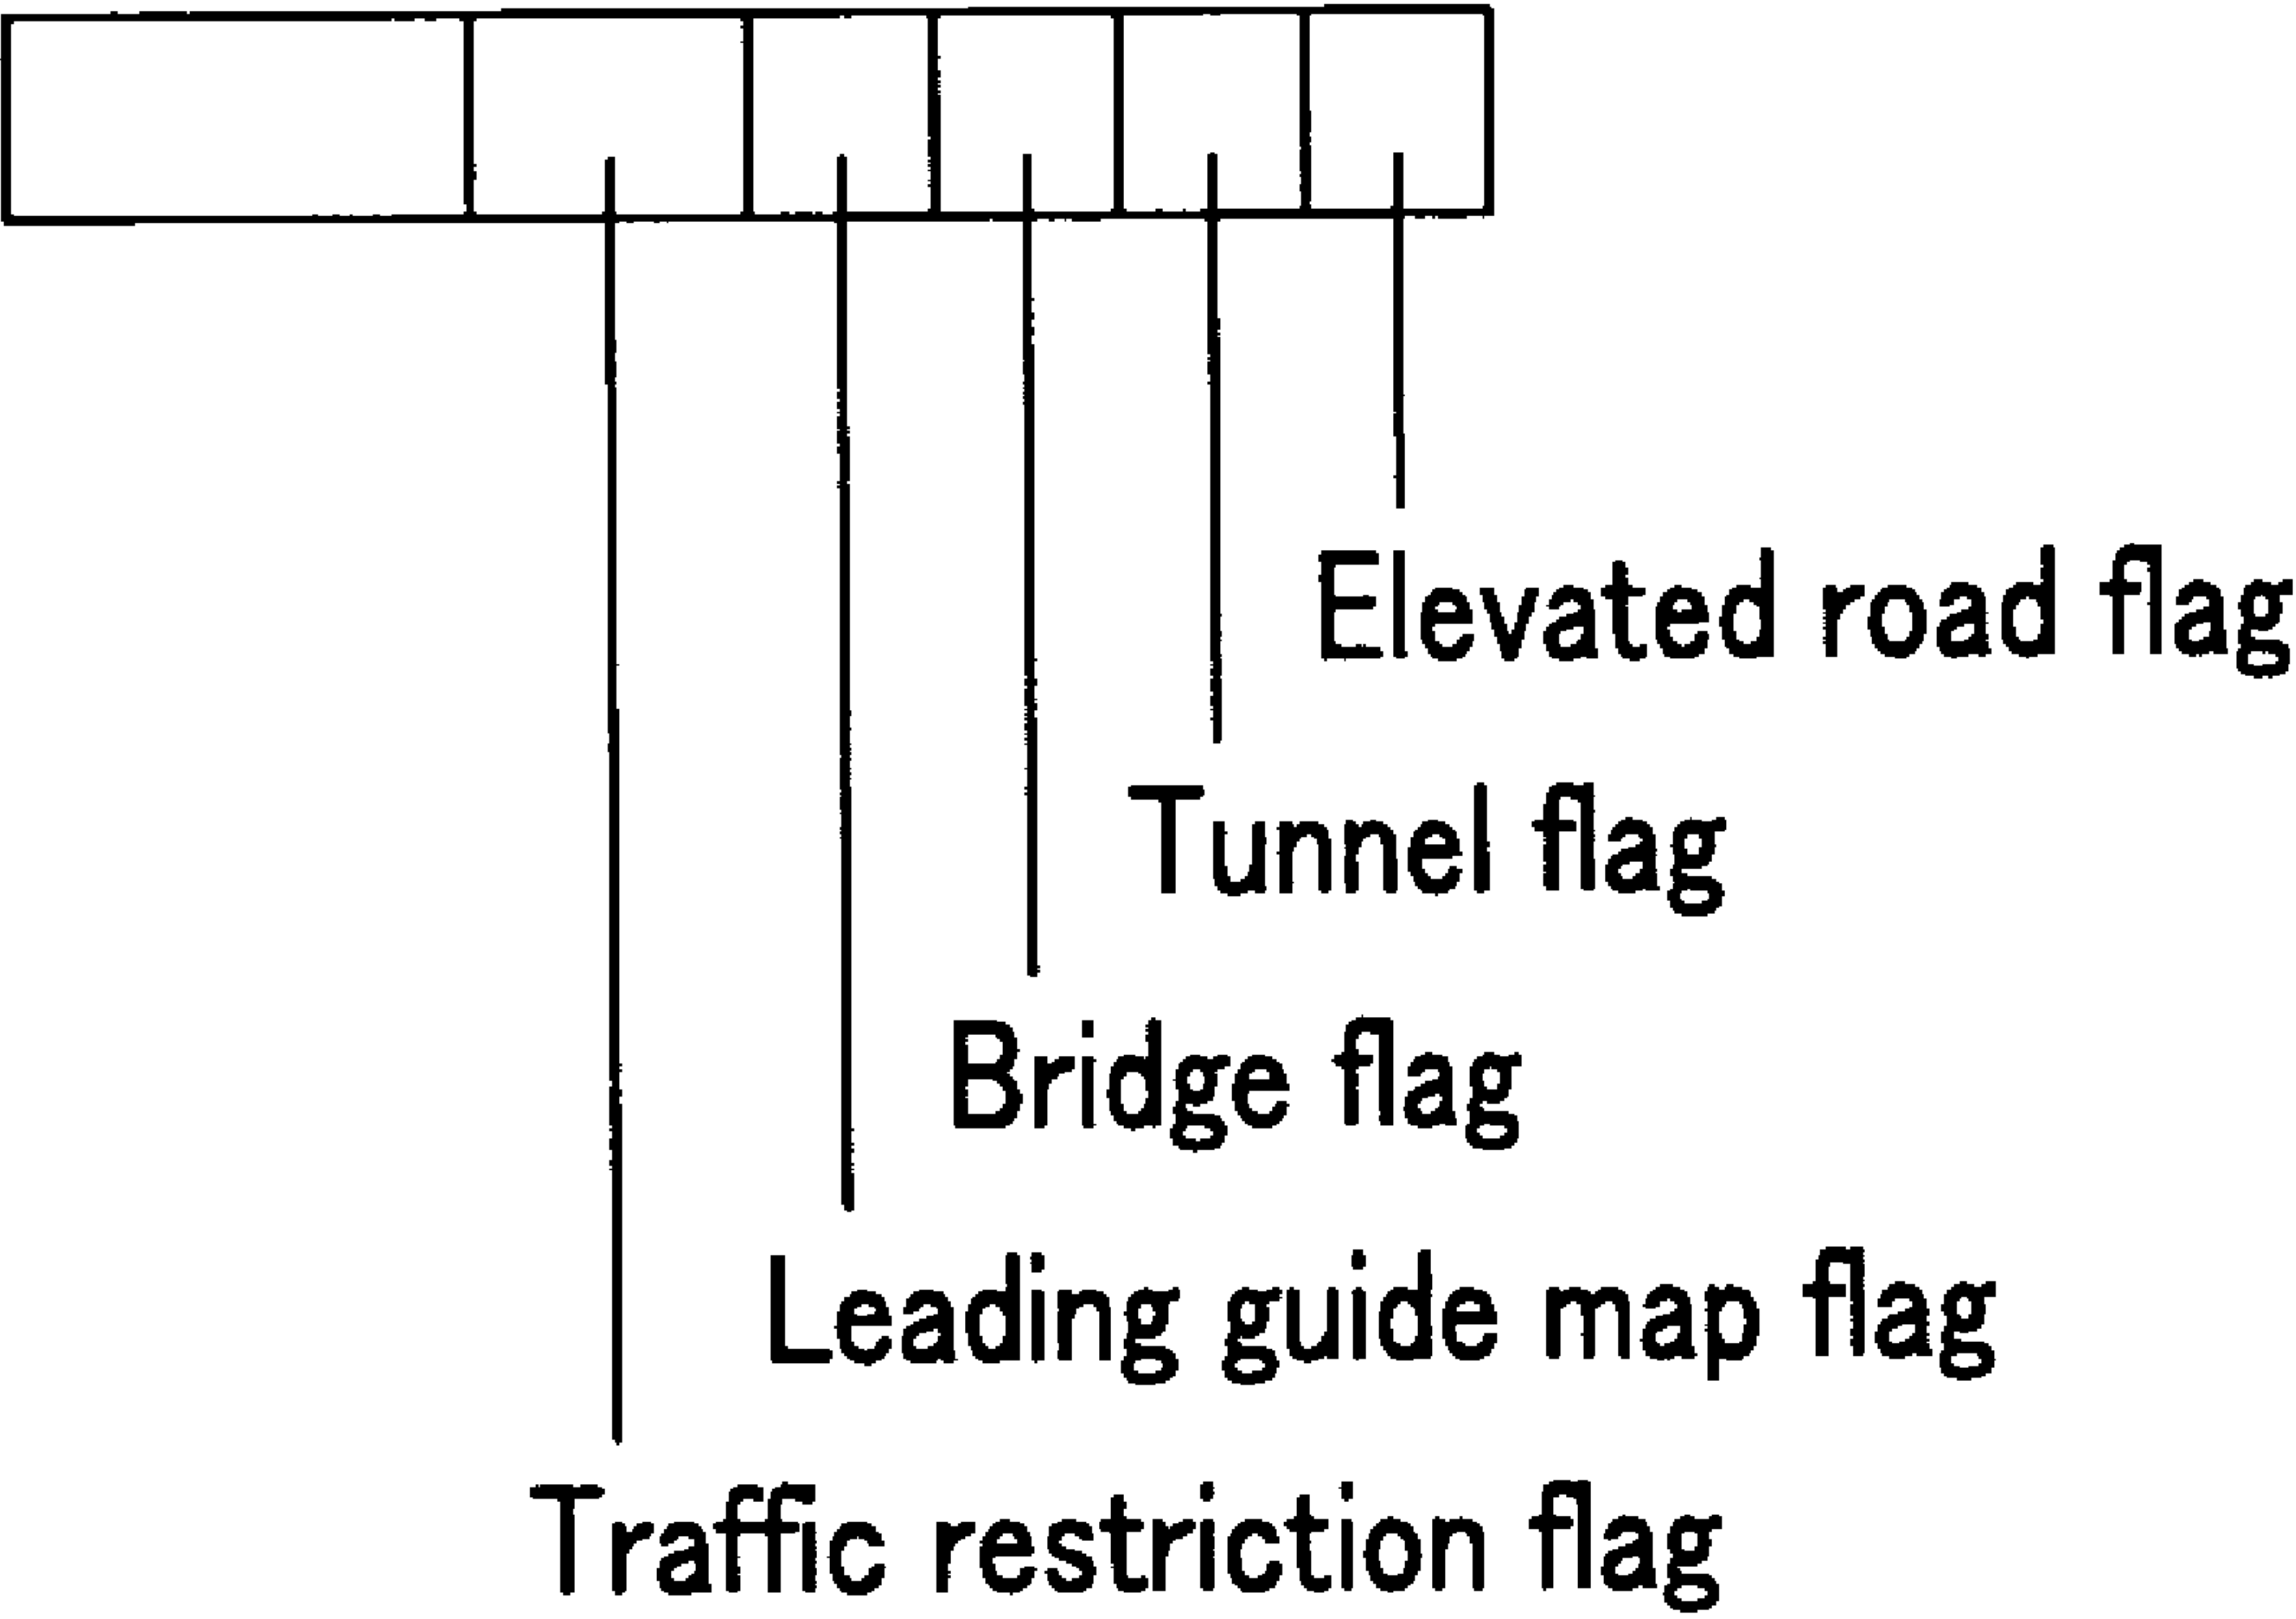 Elevated road flag
Tunnel flag
Bridge flag
Leading guide map flag
Traffic restriction flag